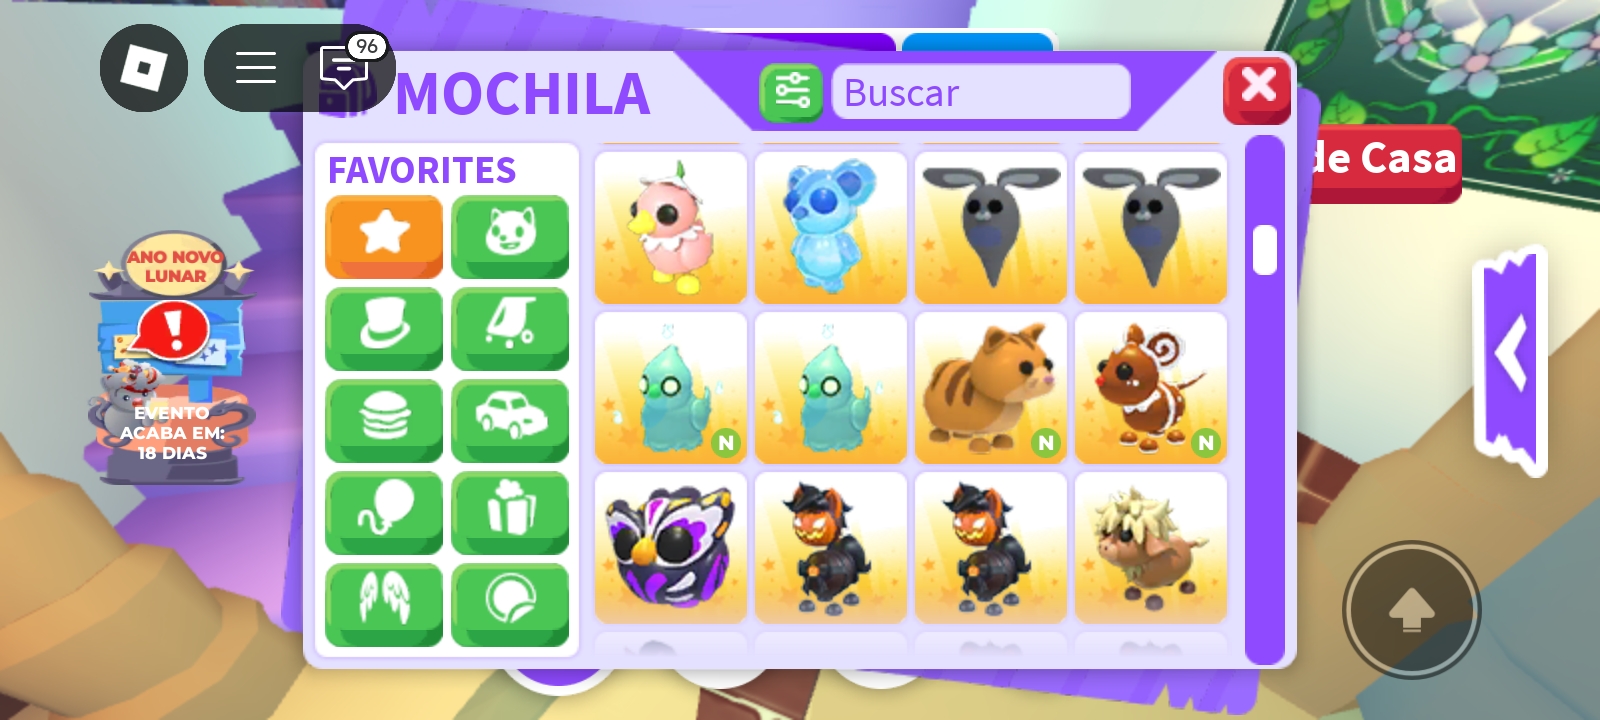 96
MOCHILA
Buscar
FAVORITES
de Casa
ANO NOVO
LUNAR
!
EVENTO
ACABA EM:
18 DIAS
N
N
N